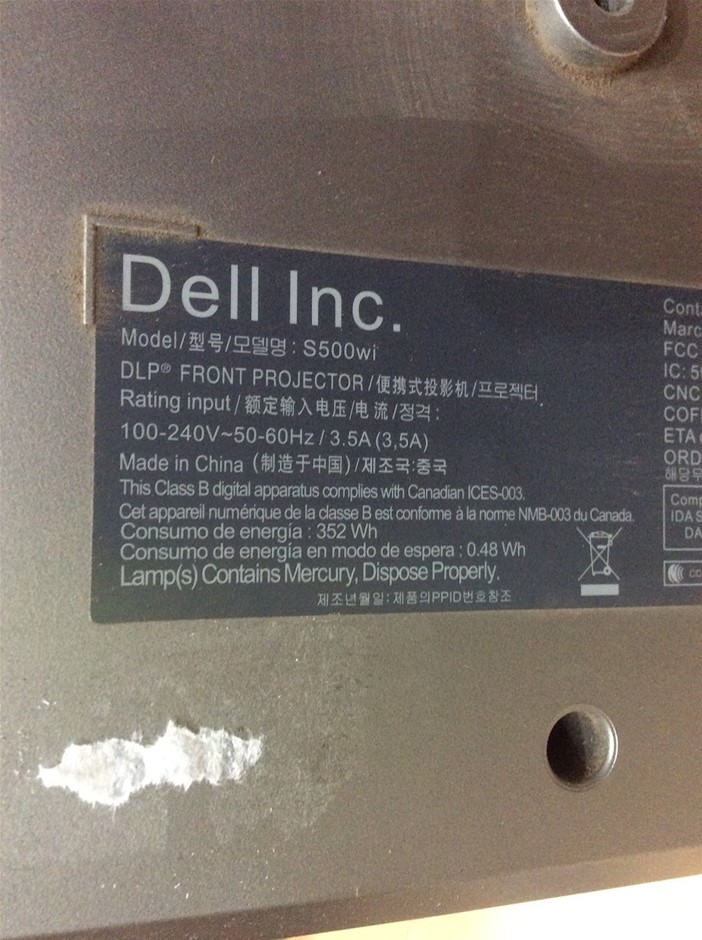 Dell Inc.
Model/型号/모델명 : S500wi
DLP® FRONT PROJECTOR /便携式投影机/프로젝터
Rating input / 额定输入电压/电 流 /정격 :
100-240V~50-60Hz / 3.5A (3,5A)
Made in China (制造于中国)/제조국:중국
This Class B digital apparatus complies with Canadian ICES-003.
Cet appareil numérique de la classe B est conforme à la norme NMB-003 du Canada.
Consumo de energía : 352 Wh
Consumo de energía en modo de espera : 0.48 Wh
Lamp(s) Contains Mercury, Dispose Properly.
제조년월일: 제품의PPID번호참조
Conta
Marc
FCC
IC: 5
CNC
COF
ETA
ORD
해당무
Comp
IDA S
DA